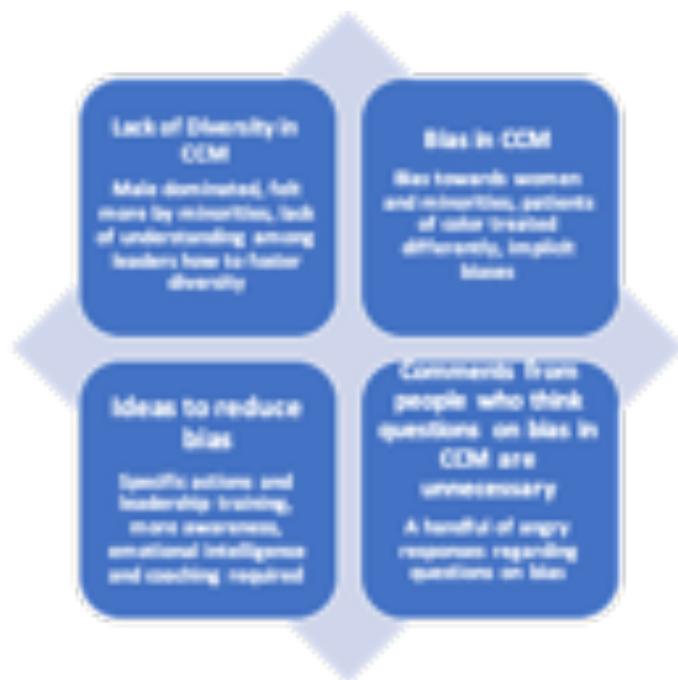 Lack of Diversity in
CCM
Male dominated, felt
more by minorities, lack
of understanding among
leaders how to foster
diversity
Bias in CCM
Bias towards women
and minorities, patients
of color treated
differently, implicit
biases
Ideas to reduce
bias
Specific actions and
leadership training,
more awareness,
emotional intelligence
and coaching required
Comments from
people who think
questions on bias in
CCM are
unnecessary
A handful of angry
responses regarding
questions on bias